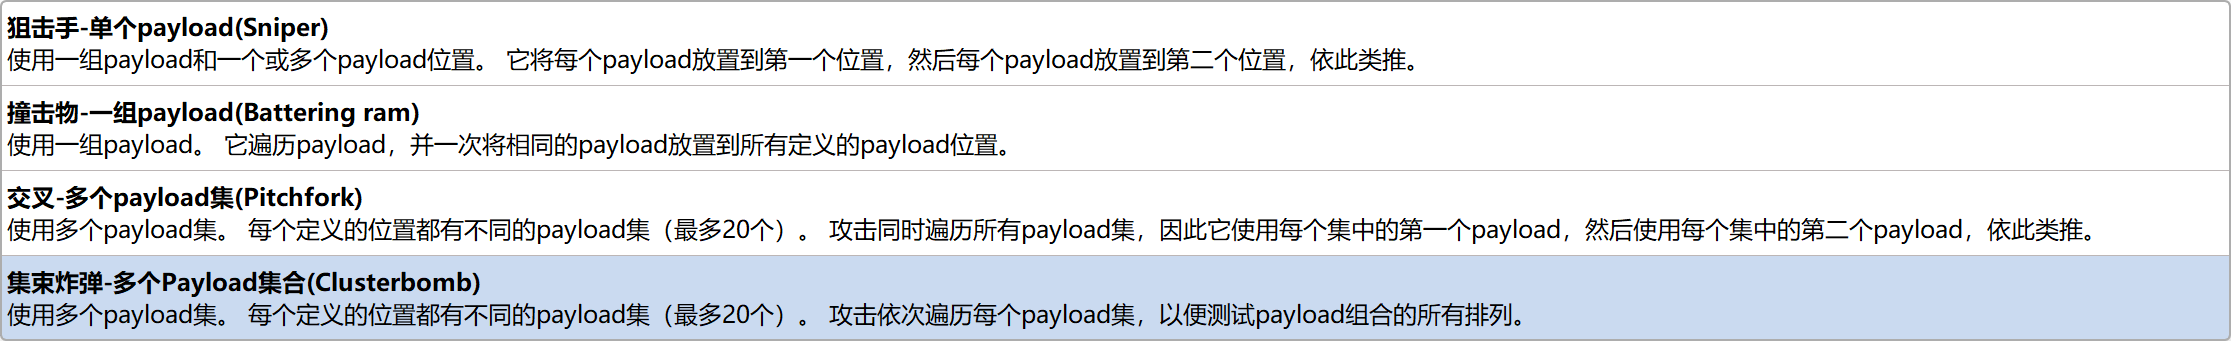 狙击手-单个payload(Sniper)
使用一组payload和一个或多个payload位置。 它将每个payload放置到第一个位置，然后每个payload放置到第二个位置，依此类推。
撞击物-一组payload(Battering ram)
使用一组payload。 它遍历payload，并一次将相同的payload放置到所有定义的payload位置。
交叉-多个payload集(Pitchfork)
使用多个payload集。 每个定义的位置都有不同的payload集（最多20个）。 攻击同时遍历所有payload集，因此它使用每个集中的第一个payload，然后使用每个集中的第二个payload，依此类推。
集束炸弹-多个Payload集合(Clusterbomb)
使用多个payload集。 每个定义的位置都有不同的payload集（最多20个）。 攻击依次遍历每个payload集，以便测试payload组合的所有排列。